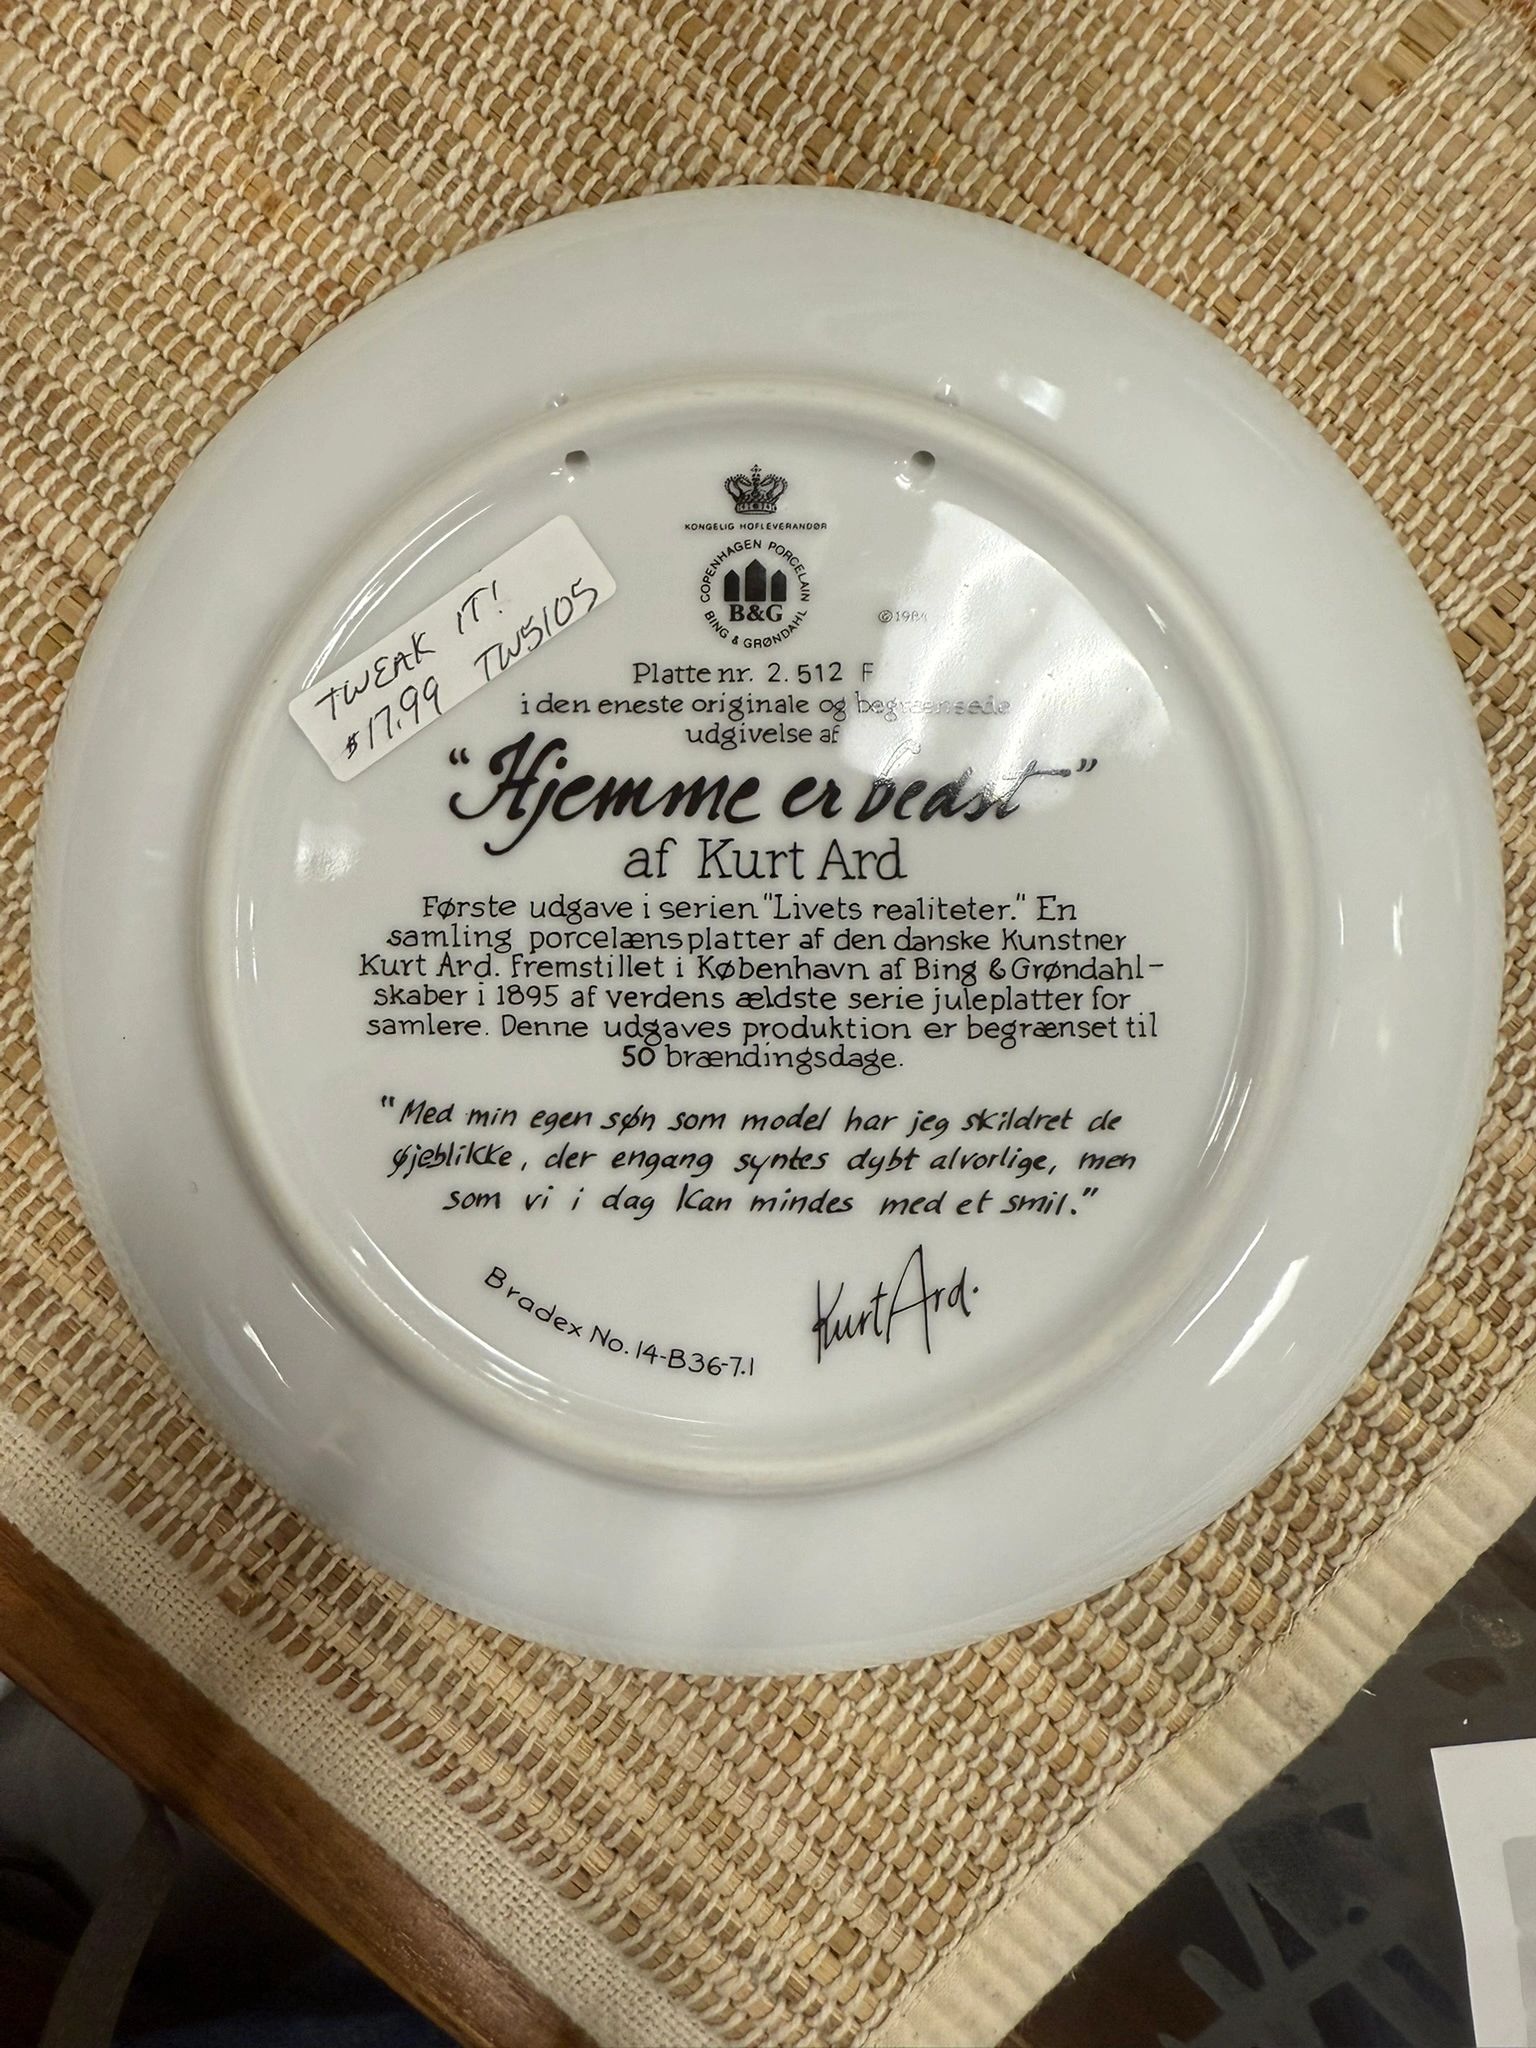 KONGELIG HOFLEVERANDØR
COPENHAGEN PORCELAIN
B&G
BING & GRØNDAHL
Platte nr. 2.512 F
i den eneste originale og begrænsede
udgivelse af
"Hjemme er bedst"
af Kurt Ard
Første udgave i serien "Livets realiteter." En
samling porcelænsplatter af den danske Kunstner
Kurt Ard. Fremstillet i København af Bing & Grøndahl-
skaber i 1895 af verdens ældste serie juleplatter for
samlere. Denne udgaves produktion er begrænset til
50 brændingsdage.
"Med min egen søn som model har jeg skildret de
øjeblikke, der engang syntes dybt alvorlige, men
som vi i dag kan mindes med et smil."
Kurt Ard.
Bradex No. 14-B36-7.1
TWEAK IT!
$17.99 TW5105